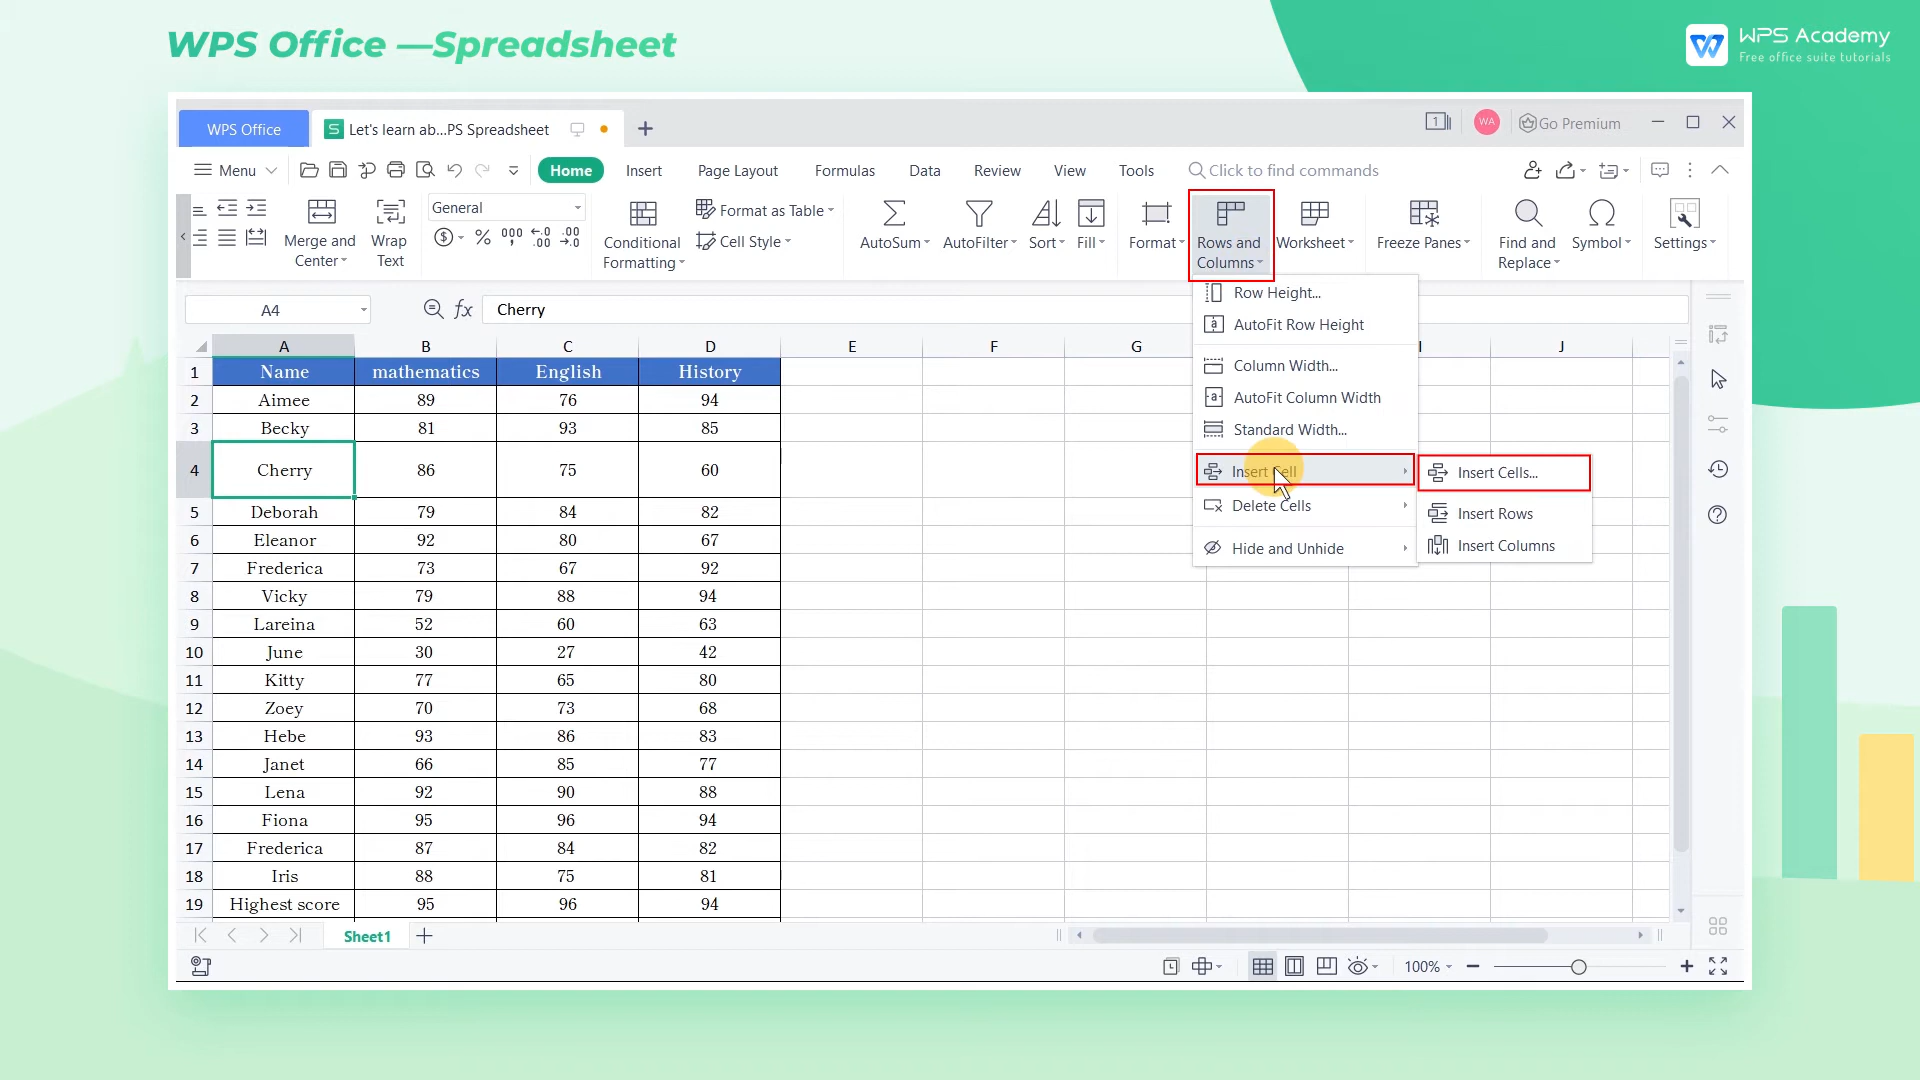 WPS Office —Spreadsheet
WPS Academy
Free office suite tutorials
WPS Office
S Let's learn ab...PS Spreadsheet
1
WA
Go Premium
Menu
Home Insert Page Layout Formulas Data Review View Tools
Click to find commands
Merge and Center
Wrap Text
General
Conditional Formatting
Format as Table
Cell Style
AutoSum
AutoFilter
Sort
Fill
Format
Rows and Columns
Worksheet
Freeze Panes
Find and Replace
Symbol
Settings
A4
fx
Cherry
Row Height...
AutoFit Row Height
Column Width...
AutoFit Column Width
Standard Width...
Insert Cell
Delete Cells
Hide and Unhide
Insert Cells...
Insert Rows
Insert Columns
A B C D E F G I J
1 Name mathematics English History
2 Aimee 89 76 94
3 Becky 81 93 85
4 Cherry 86 75 60
5 Deborah 79 84 82
6 Eleanor 92 80 67
7 Frederica 73 67 92
8 Vicky 79 88 94
9 Lareina 52 60 63
10 June 30 27 42
11 Kitty 77 65 80
12 Zoey 70 73 68
13 Hebe 93 86 83
14 Janet 66 85 77
15 Lena 92 90 88
16 Fiona 95 96 94
17 Frederica 87 84 82
18 Iris 88 75 81
19 Highest score 95 96 94
Sheet1
100%